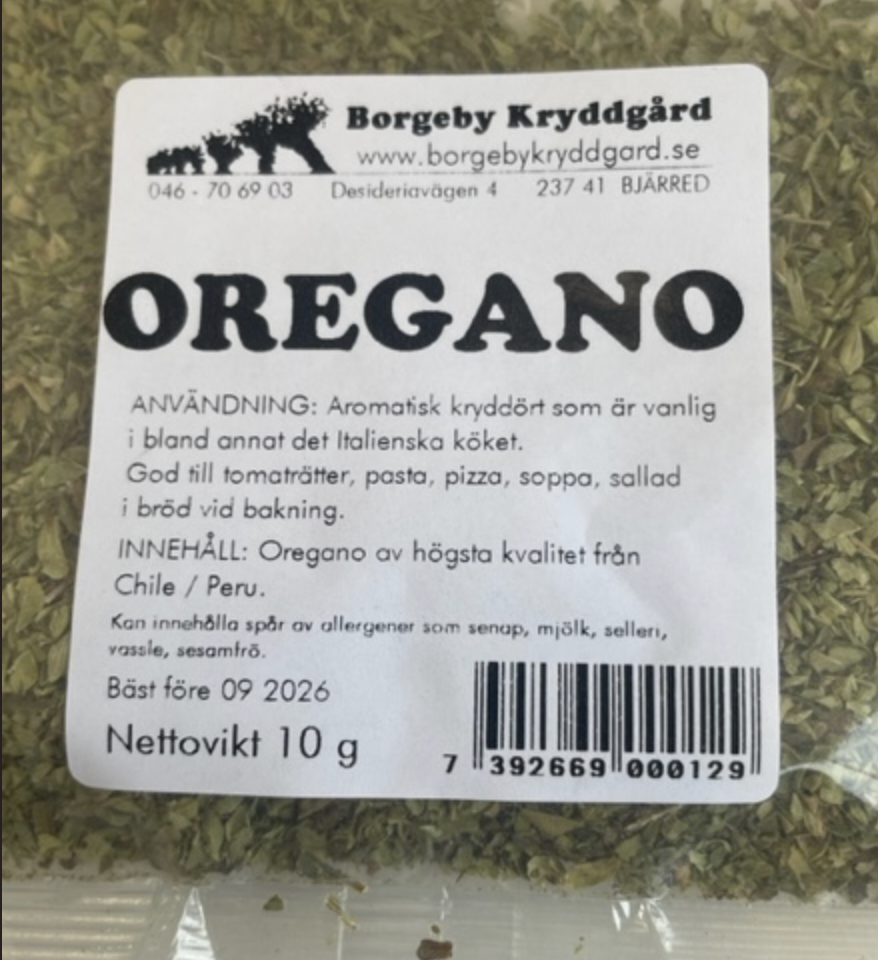 Borgeby Kryddgård
www.borgebykryddgard.se
046 - 70 69 03 Desideriavägen 4 237 41 BJÄRRED
OREGANO
ANVÄNDNING: Aromatisk kryddört som är vanlig
i bland annat det Italienska köket.
God till tomaträtter, pasta, pizza, soppa, sallad
i bröd vid bakning.
INNEHÅLL: Oregano av högsta kvalitet från
Chile / Peru.
Kan innehålla spår av allergener som senap, mjölk, selleri,
vassle, sesamfrö.
Bäst före 09 2026
Nettovikt 10 g
7 392669 000129